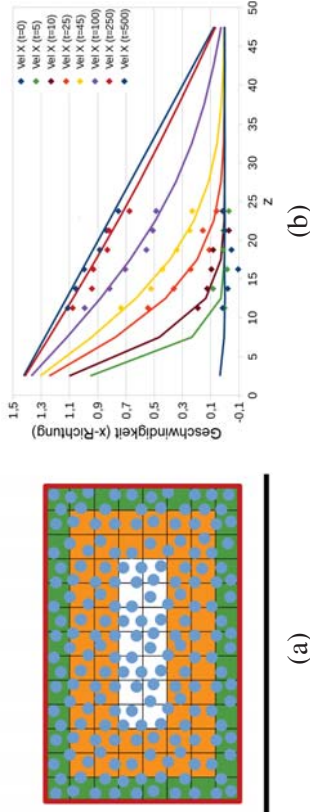 (a)
1,5
1,3
1,1
0,9
0,7
0,5
0,3
0,1
-0,1
Geschwindigkeit (x-Richtung)
0 5 10 15 20 25 30 35 40 45 50
z
Vel X (t=0)
Vel X (t=5)
Vel X (t=10)
Vel X (t=25)
Vel X (t=45)
Vel X (t=100)
Vel X (t=250)
Vel X (t=500)
(b)